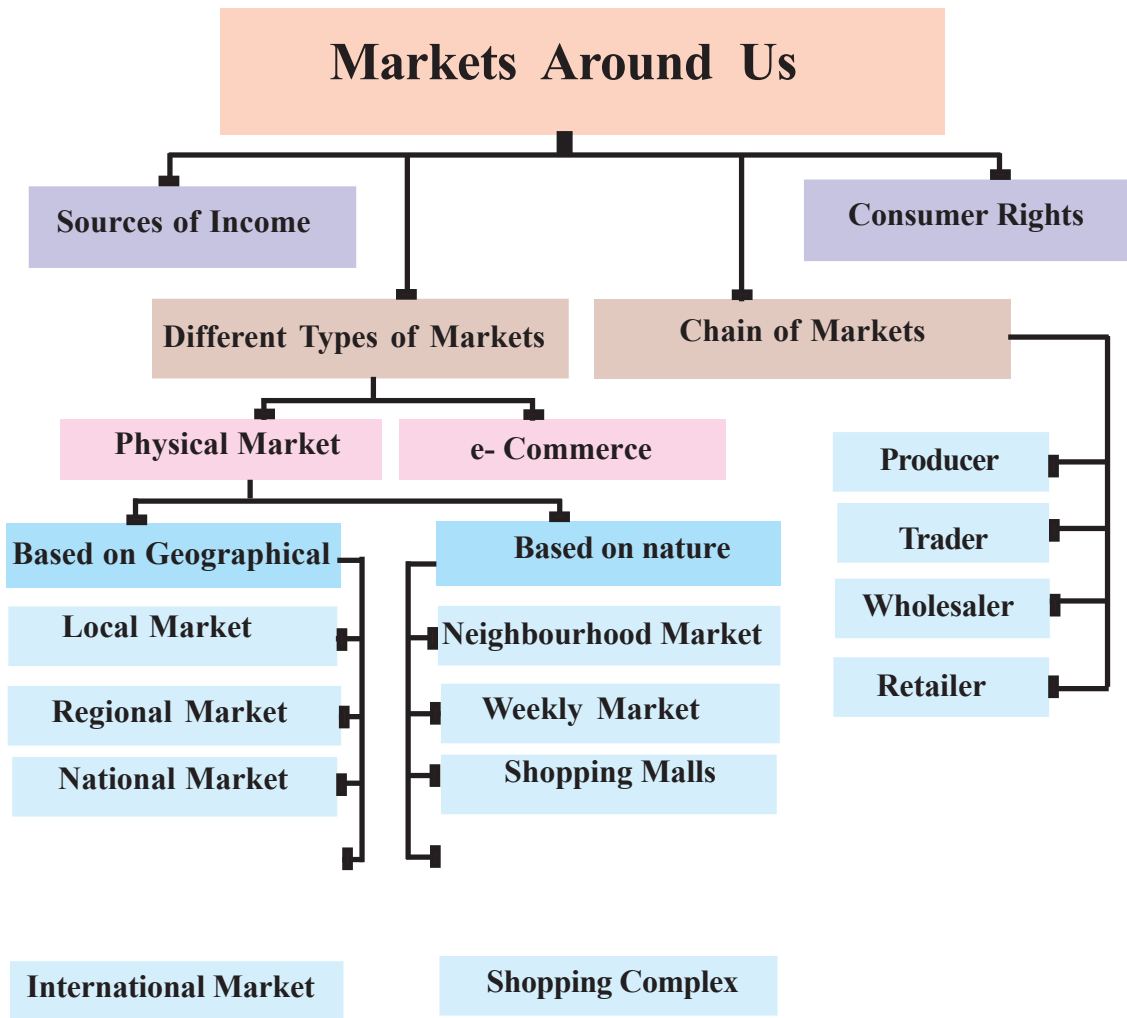 Markets Around Us
Sources of Income
Consumer Rights
Different Types of Markets
Chain of Markets
Physical Market
e- Commerce
Based on Geographical
Local Market
Regional Market
National Market
International Market
Based on nature
Neighbourhood Market
Weekly Market
Shopping Malls
Shopping Complex
Producer
Trader
Wholesaler
Retailer